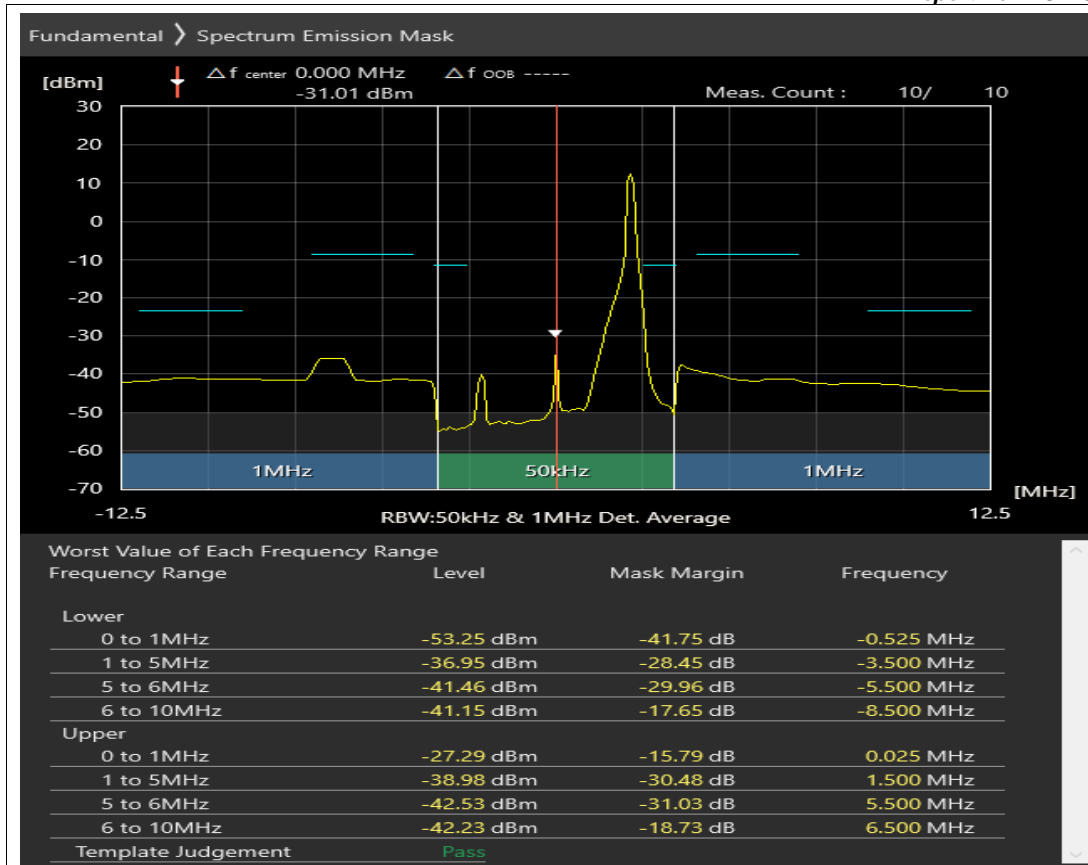 Fundamental 〉 Spectrum Emission Mask
[dBm]
Δf center 0.000 MHz Δf OOB -----
-31.01 dBm Meas. Count : 10/ 10
30
20
10
0
-10
-20
-30
-40
-50
-60
-70
1MHz 50kHz 1MHz
[MHz]
-12.5 RBW:50kHz & 1MHz Det. Average 12.5
Worst Value of Each Frequency Range
Frequency Range Level Mask Margin Frequency
Lower
0 to 1MHz -53.25 dBm -41.75 dB -0.525 MHz
1 to 5MHz -36.95 dBm -28.45 dB -3.500 MHz
5 to 6MHz -41.46 dBm -29.96 dB -5.500 MHz
6 to 10MHz -41.15 dBm -17.65 dB -8.500 MHz
Upper
0 to 1MHz -27.29 dBm -15.79 dB 0.025 MHz
1 to 5MHz -38.98 dBm -30.48 dB 1.500 MHz
5 to 6MHz -42.53 dBm -31.03 dB 5.500 MHz
6 to 10MHz -42.23 dBm -18.73 dB 6.500 MHz
Template Judgement Pass